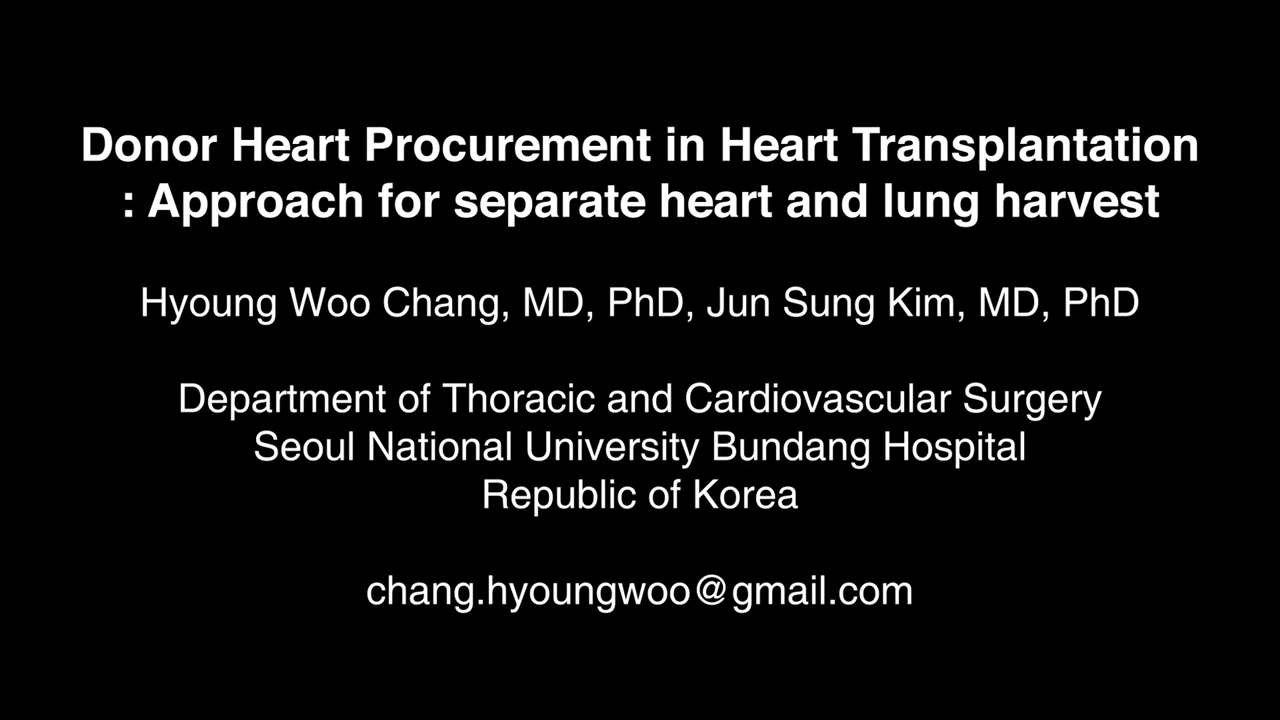 Donor Heart Procurement in Heart Transplantation
: Approach for separate heart and lung harvest
Hyoung Woo Chang, MD, PhD, Jun Sung Kim, MD, PhD
Department of Thoracic and Cardiovascular Surgery
Seoul National University Bundang Hospital
Republic of Korea
chang.hyoungwoo@gmail.com